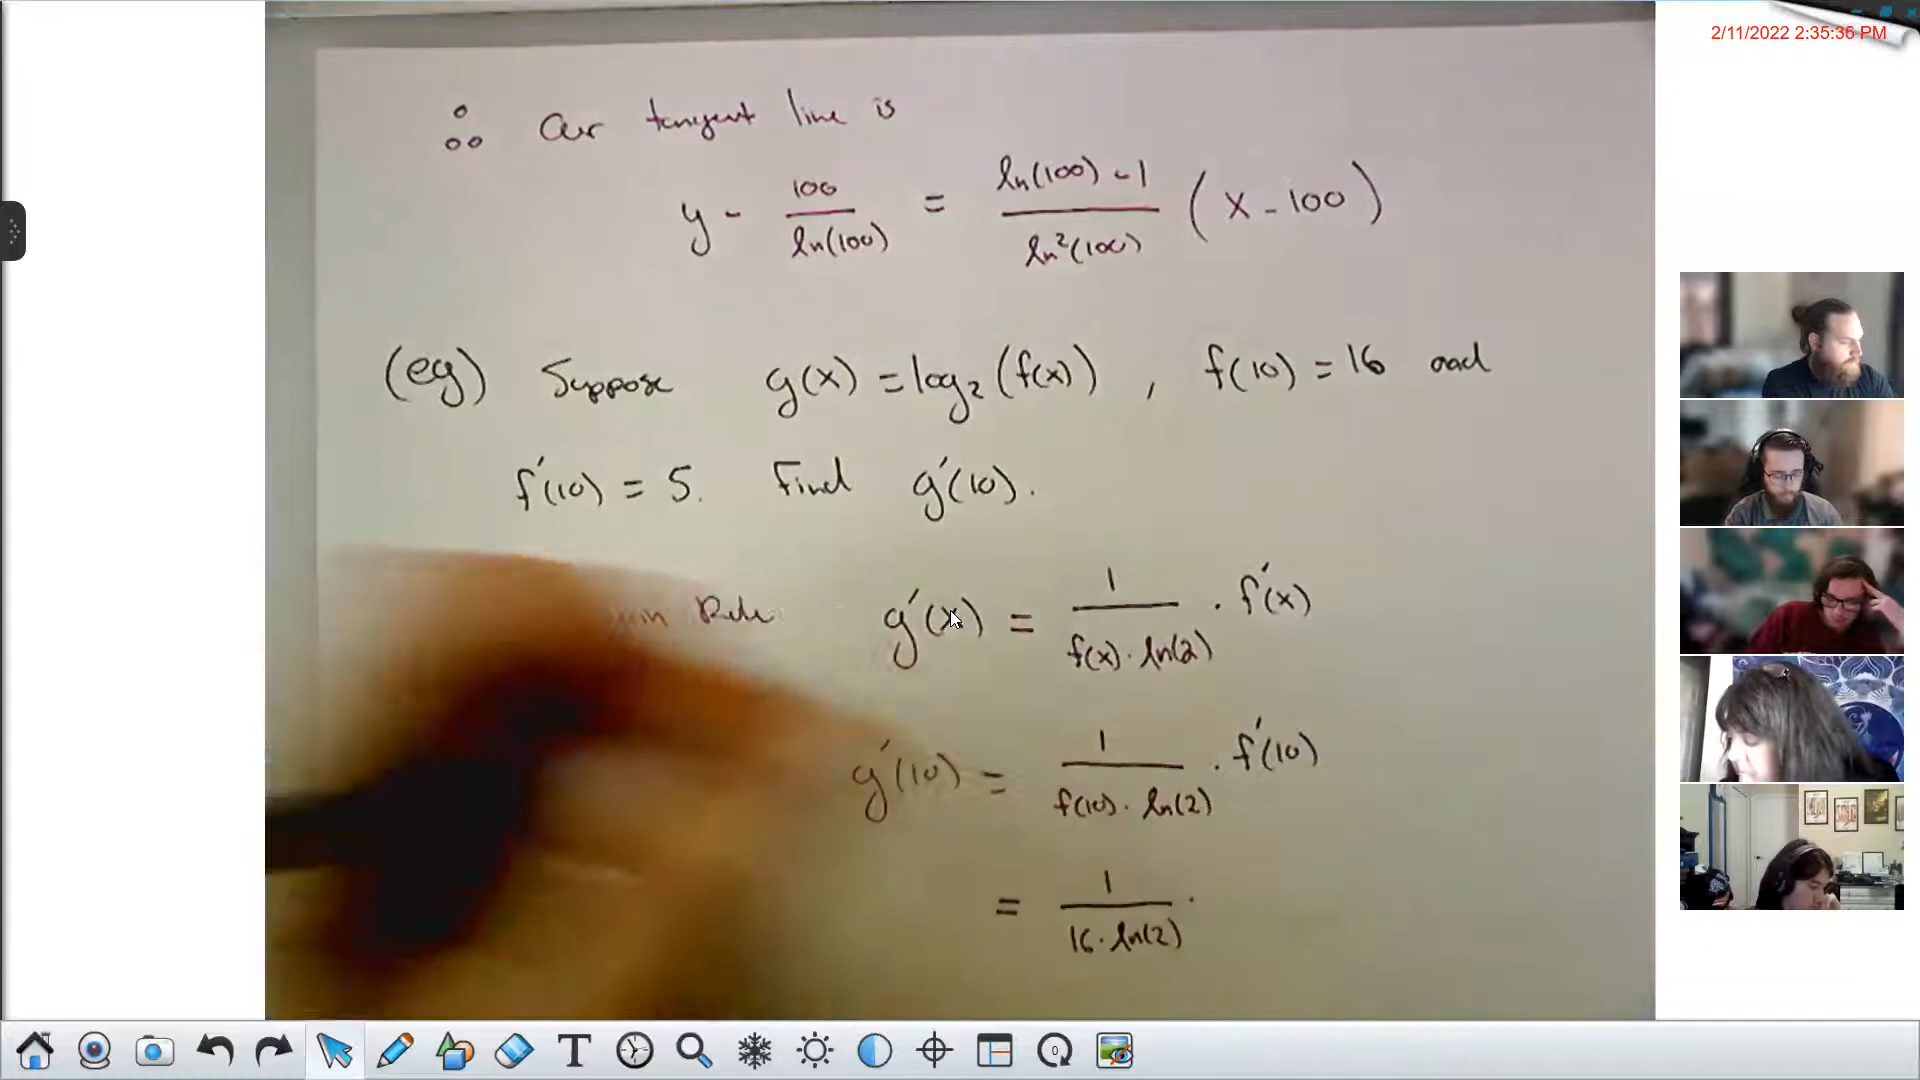 2/11/2022 2:35:35 PM
∴ Our tangent line is
y - 100/ln(100) = (ln(100) - 1)/ln²(100) (x - 100)
(eg) Suppose g(x) = log₂(f(x)), f(10) = 16 and
f'(10) = 5. Find g'(10).
Rule g'(x) = 1/(f(x)·ln(2)) · f'(x)
g'(10) = 1/(f(10)·ln(2)) · f'(10)
= 1/(16·ln(2)) ·
T
0